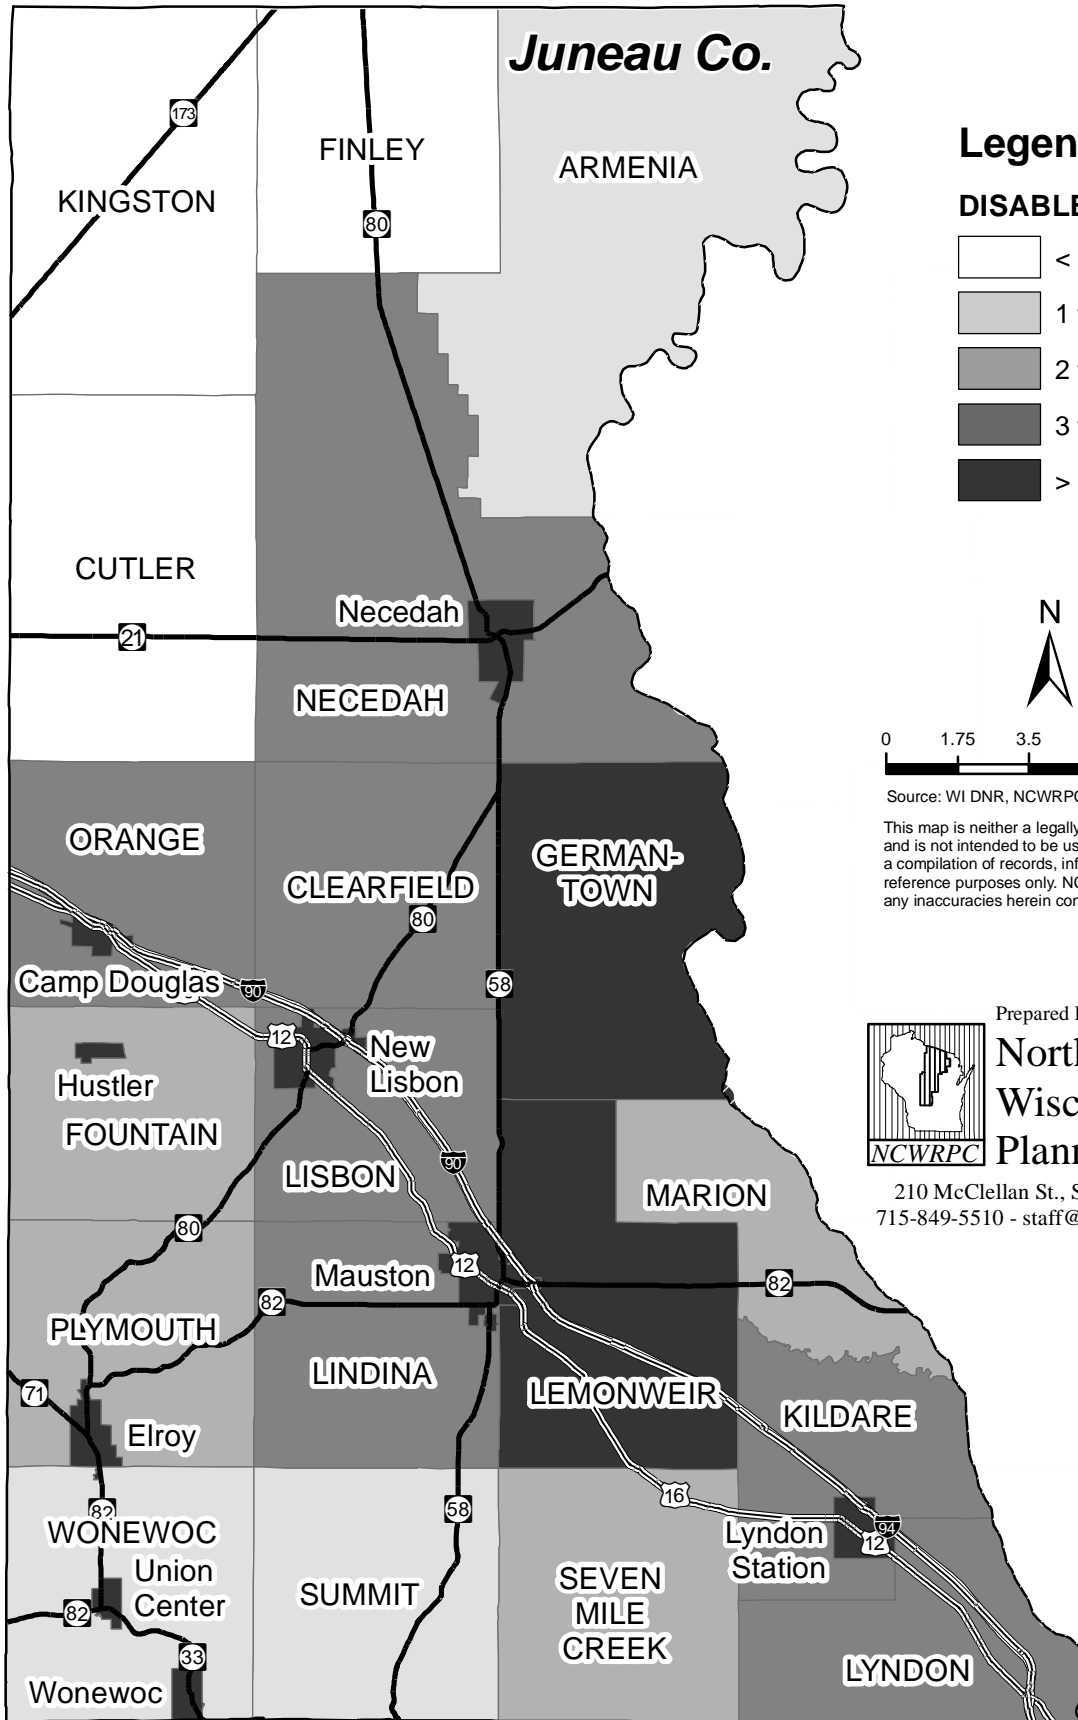 Juneau Co.
173
FINLEY
ARMENIA
KINGSTON
80
Legen
DISABLE
<
1
2
3
>
CUTLER
Necedah
21
N
NECEDAH
0 1.75 3.5
Source: WI DNR, NCWRPC
This map is neither a legally
and is not intended to be us
a compilation of records, inf
reference purposes only. NC
any inaccuracies herein con
ORANGE
GERMAN-
TOWN
CLEARFIELD
80
Camp Douglas
90
58
12
New
Lisbon
Hustler
FOUNTAIN
90
LISBON
MARION
Prepared
North
Wisc
Plann
NCWRPC
210 McClellan St., S
715-849-5510 - staff@
80
Mauston
12
82
82
PLYMOUTH
LINDINA
LEMONWEIR
KILDARE
71
Elroy
82
58
16
94
12
WONEWOC
Lyndon
Station
Union
Center
SUMMIT
SEVEN
MILE
CREEK
82
33
Wonewoc
LYNDON